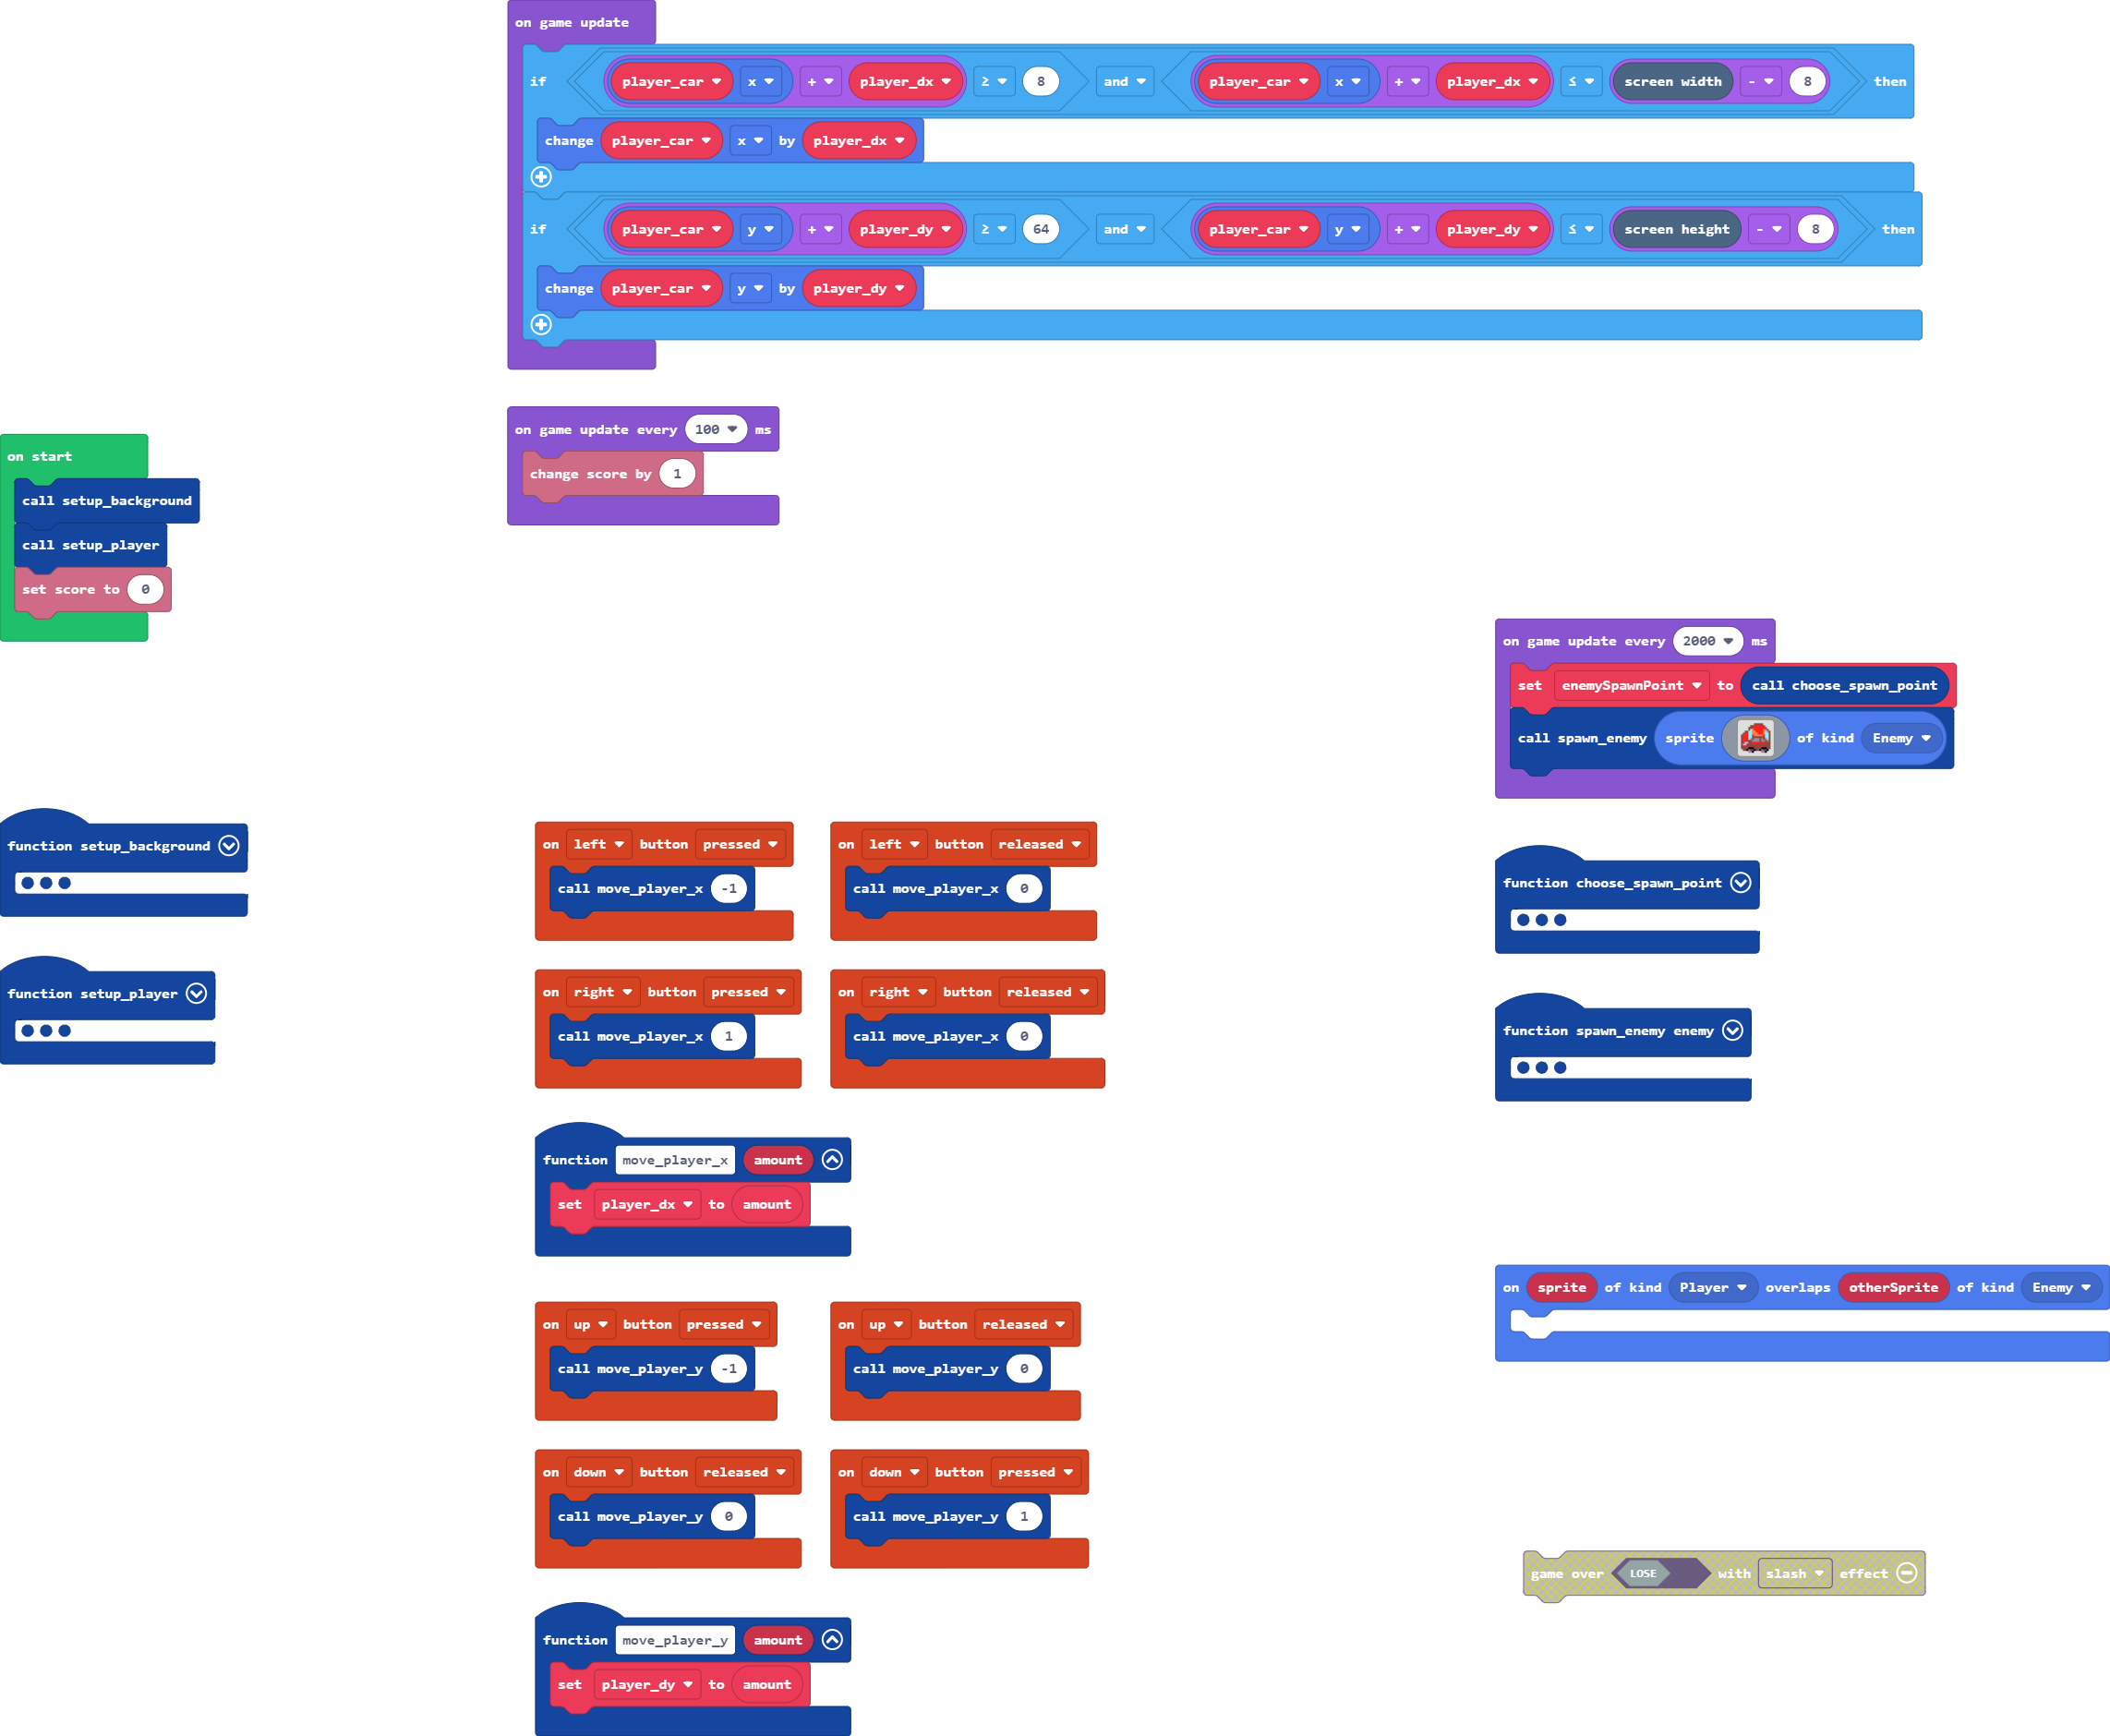 on game update
if player_car x + player_dx ≥ 8 and player_car x + player_dx ≤ screen width - 8 then
change player_car x by player_dx
if player_car y + player_dy ≥ 64 and player_car y + player_dy ≤ screen height - 8 then
change player_car y by player_dy
on game update every 100 ms
change score by 1
on start
call setup_background
call setup_player
set score to 0
on game update every 2000 ms
set enemySpawnPoint to call choose_spawn_point
call spawn_enemy sprite of kind Enemy
function setup_background
function setup_player
on left button pressed
call move_player_x -1
on left button released
call move_player_x 0
on right button pressed
call move_player_x 1
on right button released
call move_player_x 0
function move_player_x amount
set player_dx to amount
on up button pressed
call move_player_y -1
on up button released
call move_player_y 0
on down button released
call move_player_y 0
on down button pressed
call move_player_y 1
function move_player_y amount
set player_dy to amount
function choose_spawn_point
function spawn_enemy enemy
on sprite of kind Player overlaps otherSprite of kind Enemy
game over LOSE with slash effect